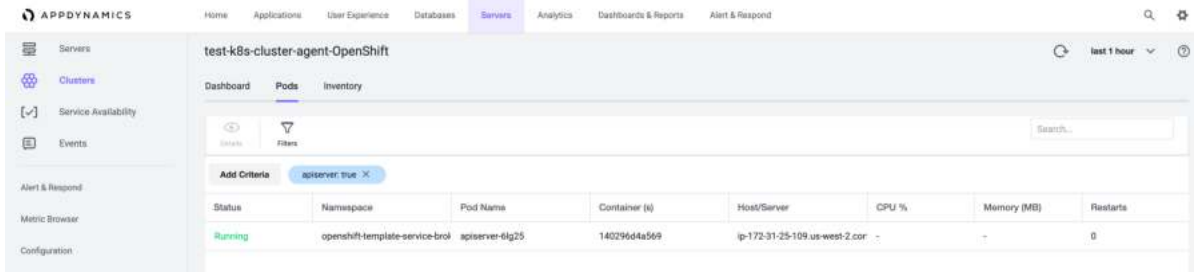 APPDYNAMICS
Home Applications User Experience Databases Servers Analytics Dashboards & Reports Alert & Respond
Servers
Clusters
Service Availability
Events
Alert & Respond
Metric Browser
Configuration
test-k8s-cluster-agent-OpenShift
last 1 hour
Dashboard Pods Inventory
Details Filters
Search...
Add Criteria apiserver: true X
Status Namespace Pod Name Container (s) Host/Server CPU % Memory (MB) Restarts
Running openshift-template-service-brok apiserver-6lg25 140296d4a569 ip-172-31-25-109.us-west-2.cor - - 0